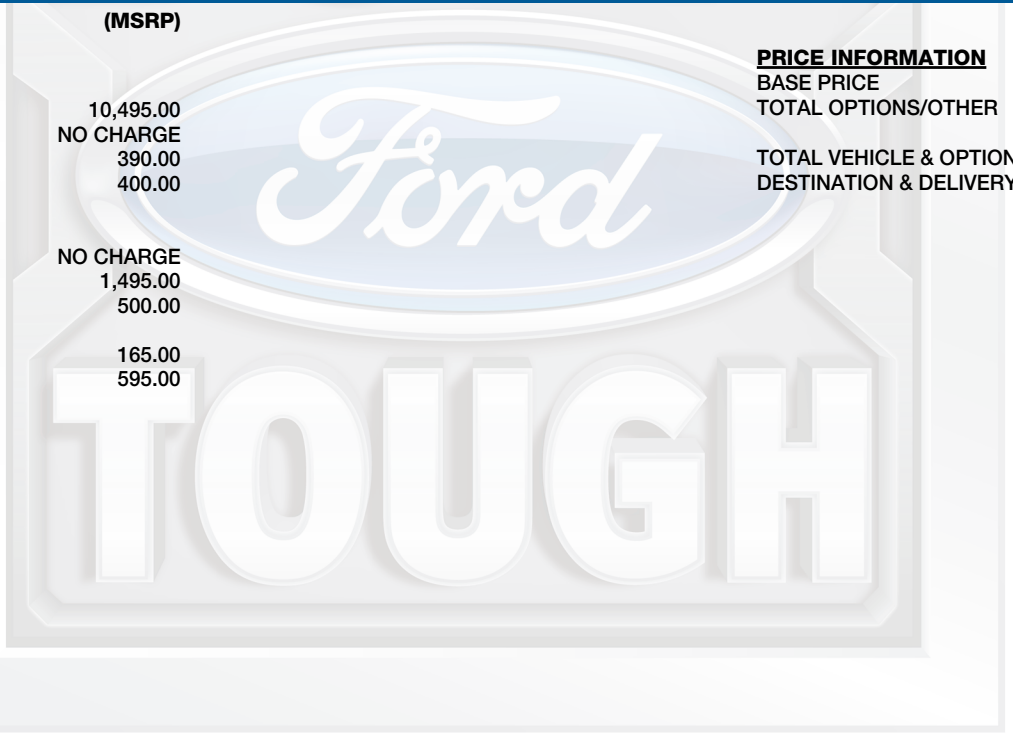 (MSRP)
10,495.00
NO CHARGE
390.00
400.00
NO CHARGE
1,495.00
500.00
165.00
595.00
PRICE INFORMATION
BASE PRICE
TOTAL OPTIONS/OTHER
TOTAL VEHICLE & OPTION
DESTINATION & DELIVERY
Ford
TOUGH